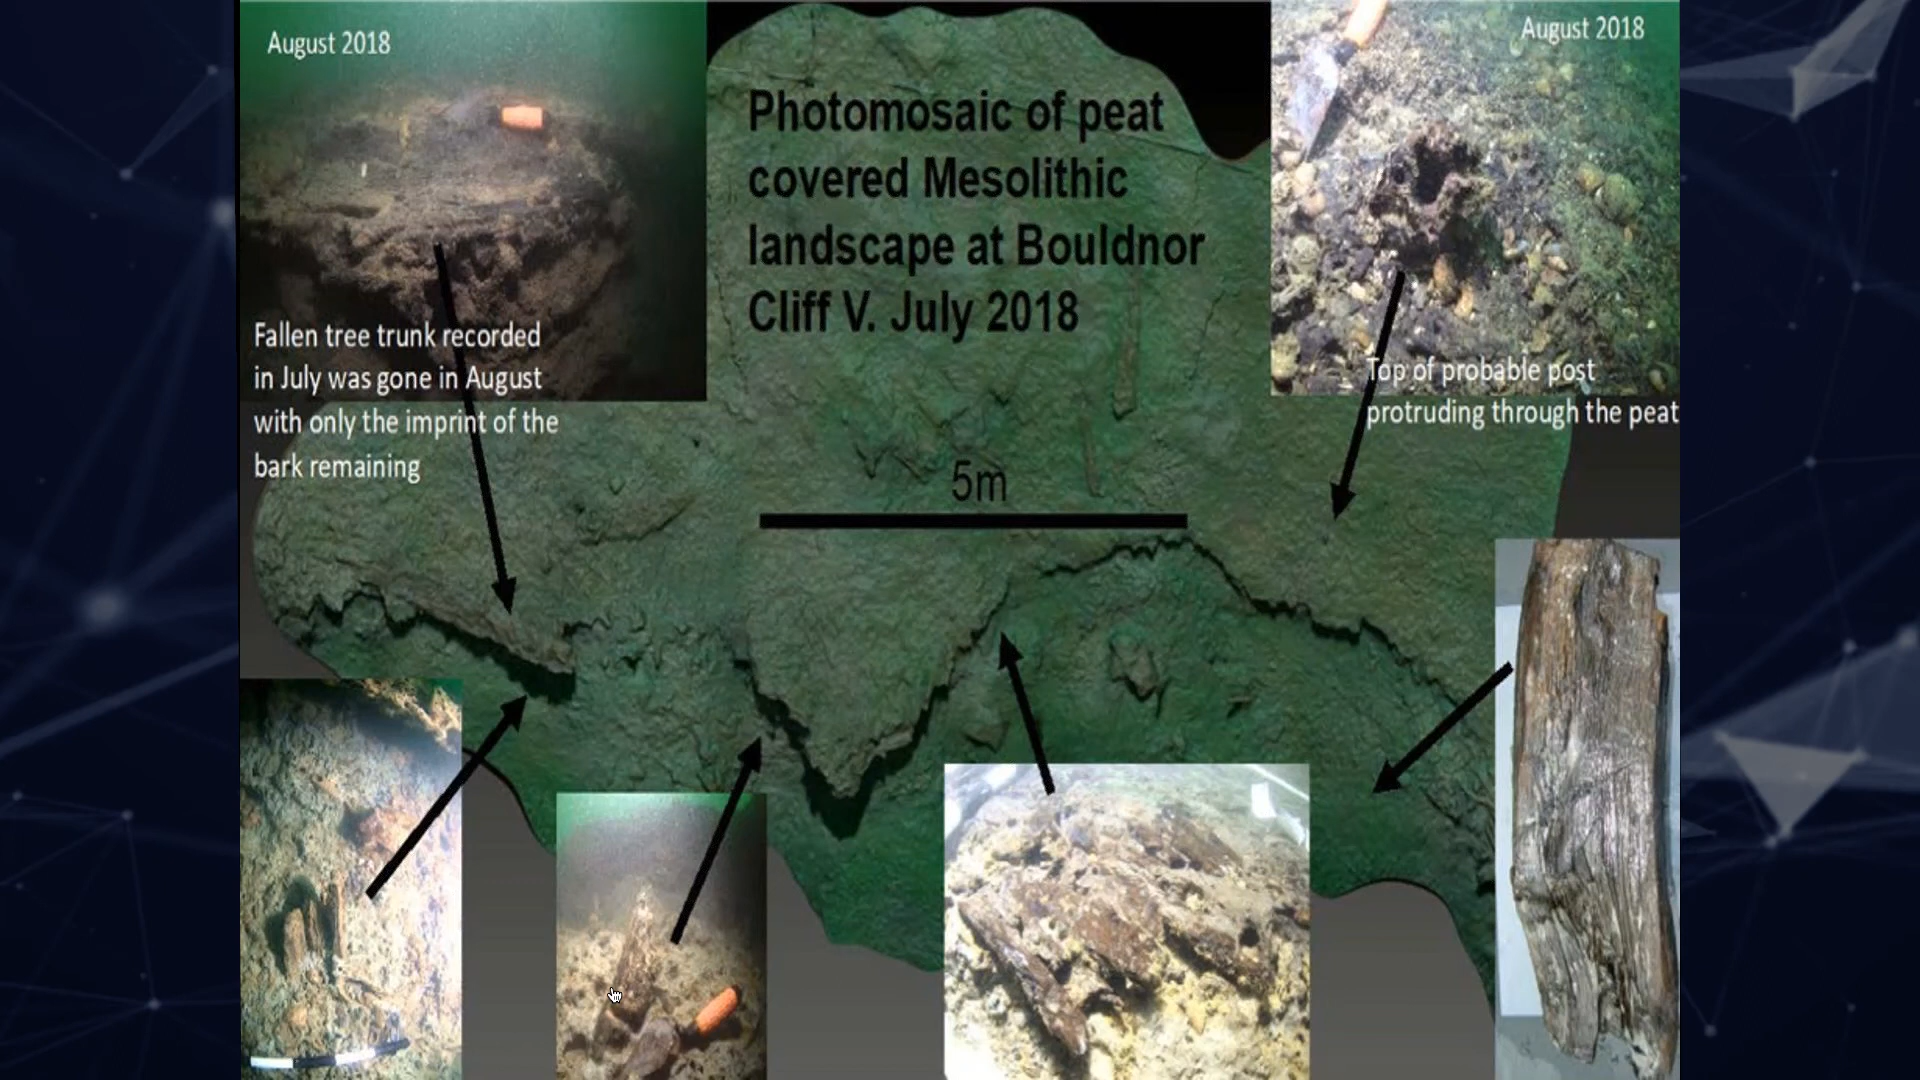 August 2018
Photomosaic of peat
covered Mesolithic
landscape at Bouldnor
Cliff V. July 2018
August 2018
Fallen tree trunk recorded
in July was gone in August
with only the imprint of the
bark remaining
Top of probable post
protruding through the peat
5m